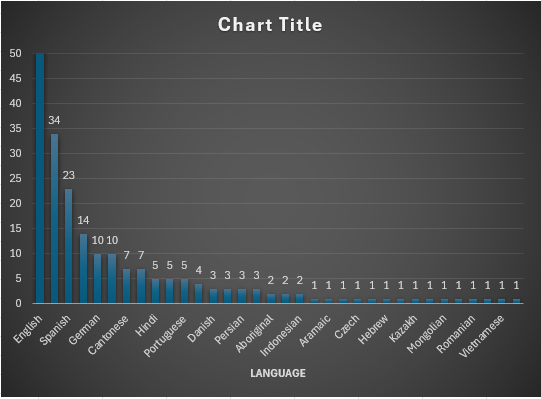 Chart Title
50
45
40
35
30
25
20
15
10
5
0
34
23
14
10 10
7 7
5 5 5
4
3 3 3 3
2 2 2
1 1 1 1 1 1 1 1 1 1 1 1 1 1 1
English
Spanish
German
Cantonese
Hindi
Portuguese
Danish
Persian
Aboriginal
Indonesian
Aramaic
Czech
Hebrew
Kazakh
Mongolian
Romanian
Vietnamese
LANGUAGE